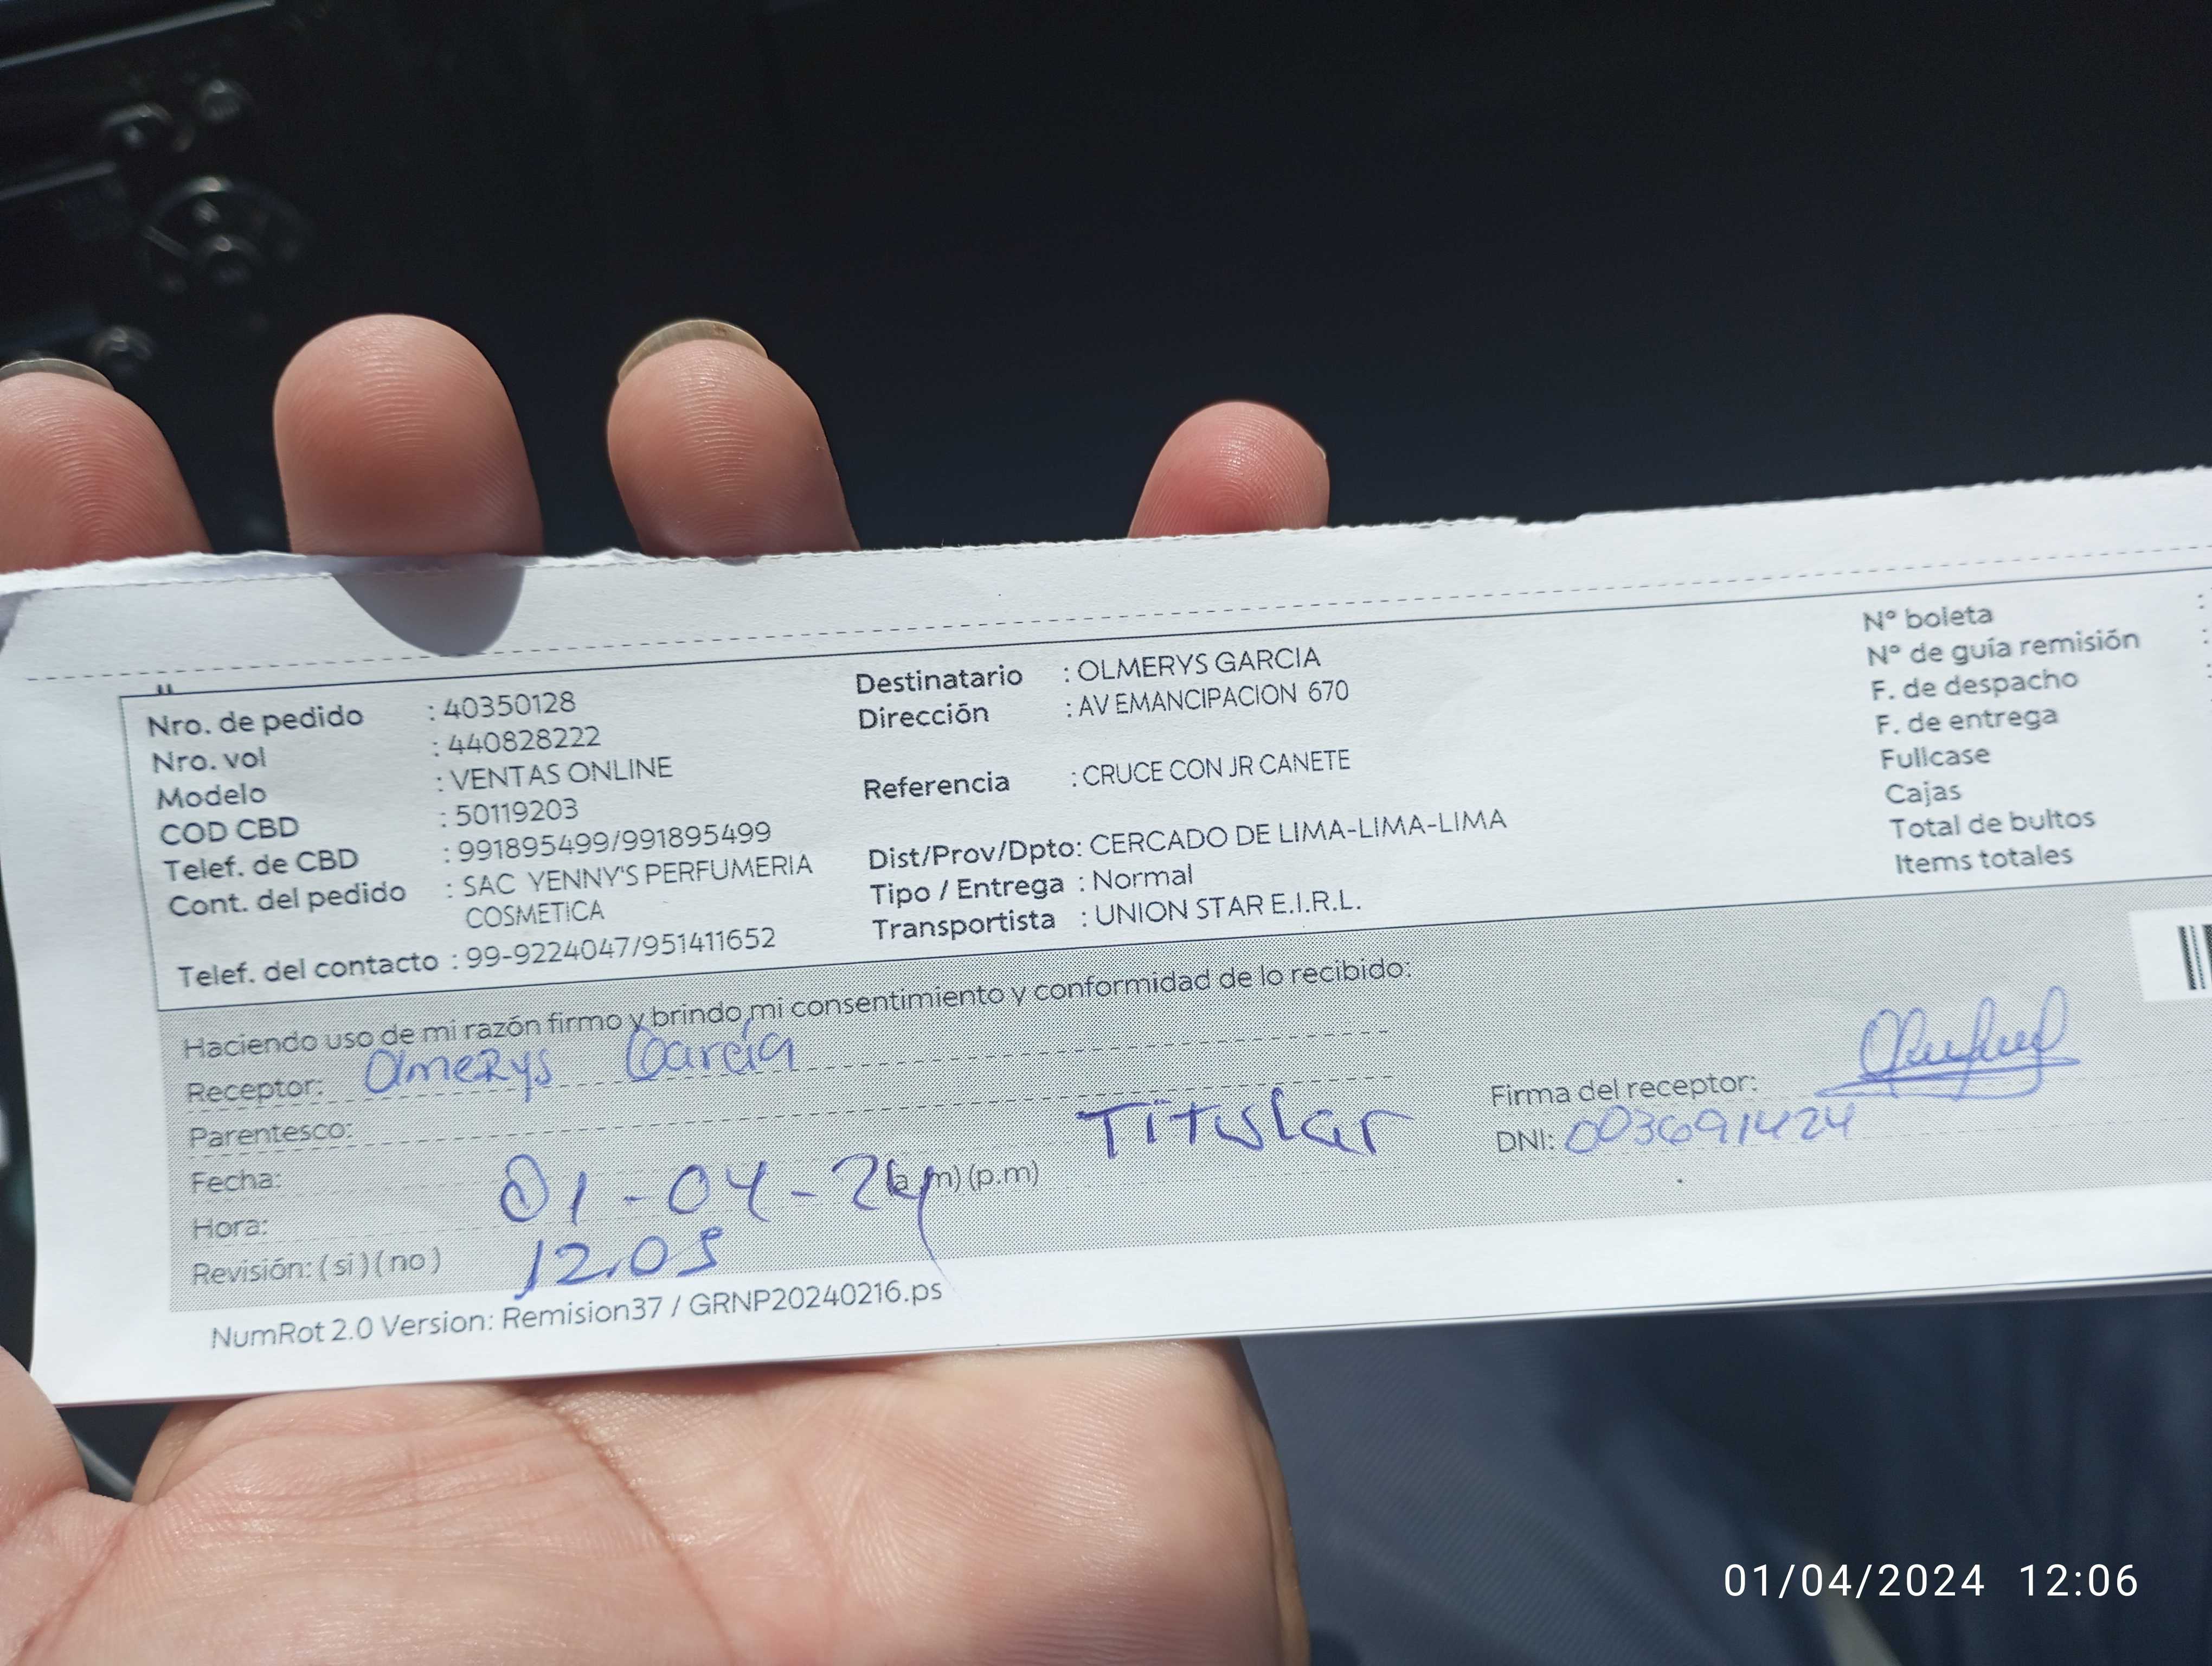 Nro. de pedido : 40350128
Nro. vol : 440828222
Modelo : VENTAS ONLINE
COD CBD : 50119203
Telef. de CBD : 991895499/991895499
Cont. del pedido : SAC YENNY'S PERFUMERIA
COSMETICA
Telef. del contacto : 99-9224047/951411652
Destinatario : OLMERYS GARCIA
Dirección : AV EMANCIPACION 670
Referencia : CRUCE CON JR CANETE
Dist/Prov/Dpto: CERCADO DE LIMA-LIMA-LIMA
Tipo / Entrega : Normal
Transportista : UNION STAR E.I.R.L.
N° boleta :
N° de guía remisión :
F. de despacho :
F. de entrega
Fullcase
Cajas
Total de bultos
Items totales
Haciendo uso de mi razón firmo y brindo mi consentimiento y conformidad de lo recibido:
Receptor: Olmerys García
Parentesco: Titular
Fecha: 01-04-24 (a.m) (p.m)
Hora: 12.05
Revisión: (si) (no)
Firma del receptor:
DNI: 003691424
NumRot 2.0 Version: Remision37 / GRNP20240216.ps
01/04/2024 12:06